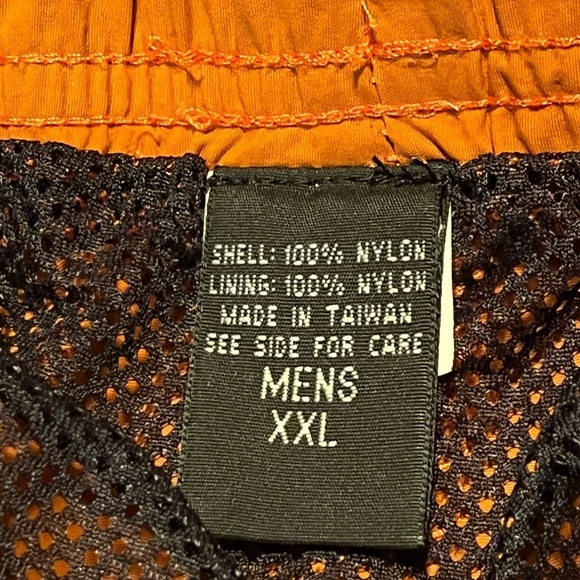 SHELL: 100% NYLON
LINING: 100% NYLON
MADE IN TAIWAN
SEE SIDE FOR CARE
MENS
XXL